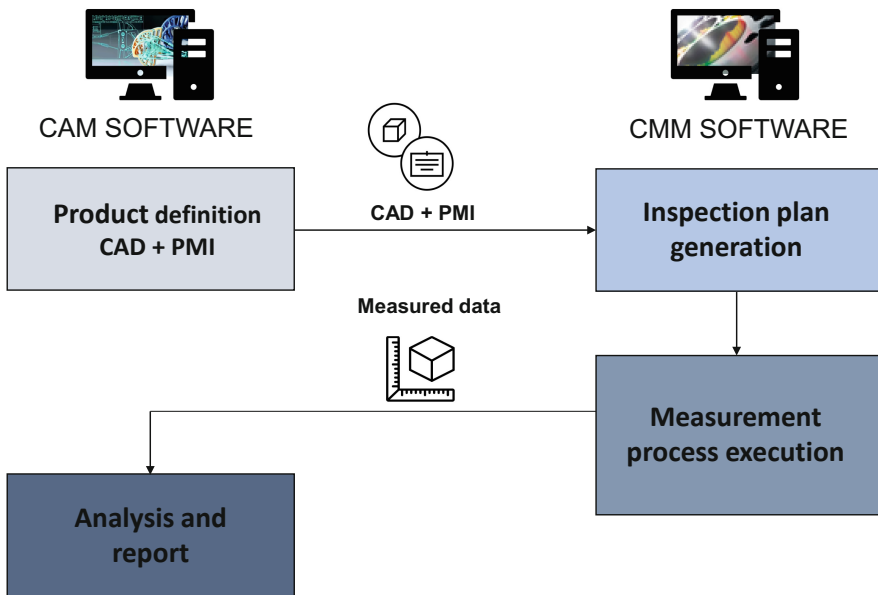 CAM SOFTWARE
CMM SOFTWARE
Product definition
CAD + PMI
CAD + PMI
Inspection plan
generation
Measured data
Measurement
process execution
Analysis and
report